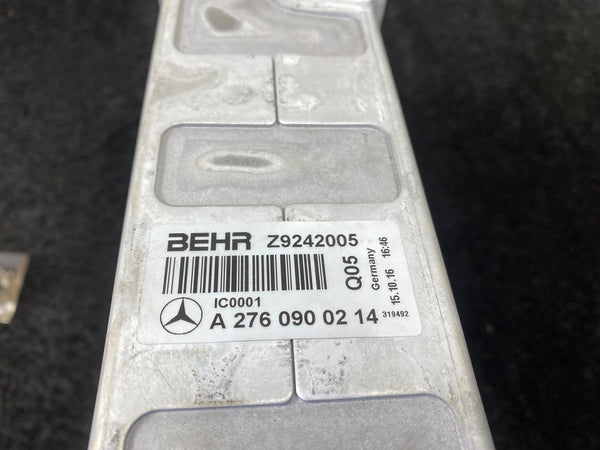 BEHR Z9242005
Q05
Germany
15.10.16 16:46
IC0001
A 276 090 02 14
319492